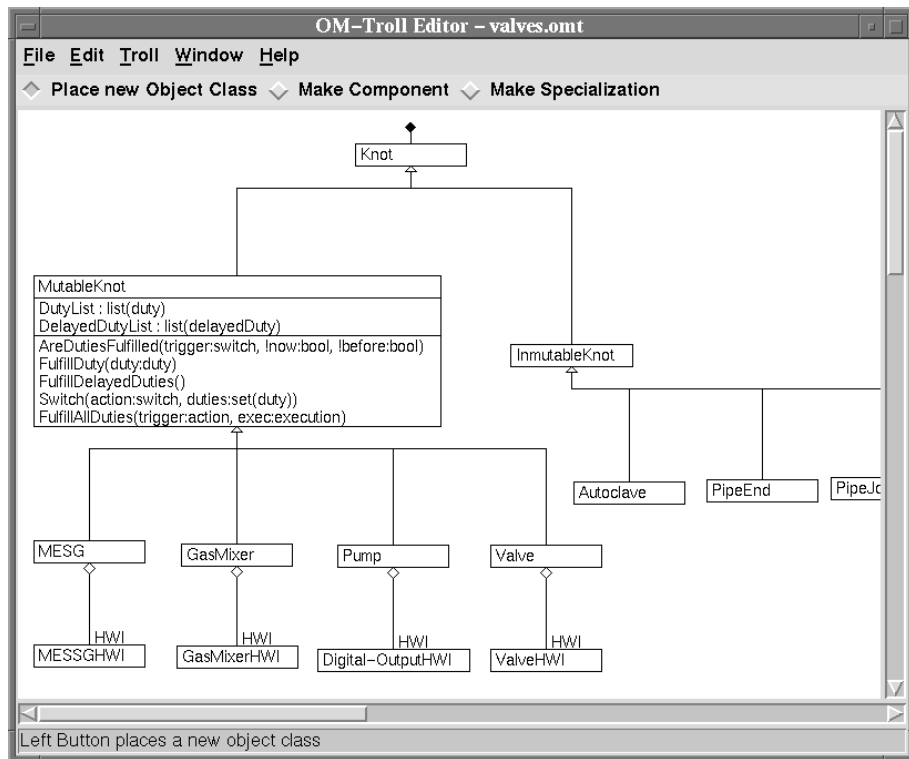 OM-Troll Editor - valves.omt
File Edit Troll Window Help
Place new Object Class Make Component Make Specialization
Knot
MutableKnot
DutyList : list(duty)
DelayedDutyList : list(delayedDuty)
AreDutiesFulfilled(trigger:switch, !now:bool, !before:bool)
FulfillDuty(duty:duty)
FulfillDelayedDuties()
Switch(action:switch, duties:set(duty))
FulfillAllDuties(trigger:action, exec:execution)
InmutableKnot
Autoclave PipeEnd PipeJo
MESG GasMixer Pump Valve
HWI HWI HWI HWI
MESSGHWI GasMixerHWI Digital-OutputHWI ValveHWI
Left Button places a new object class